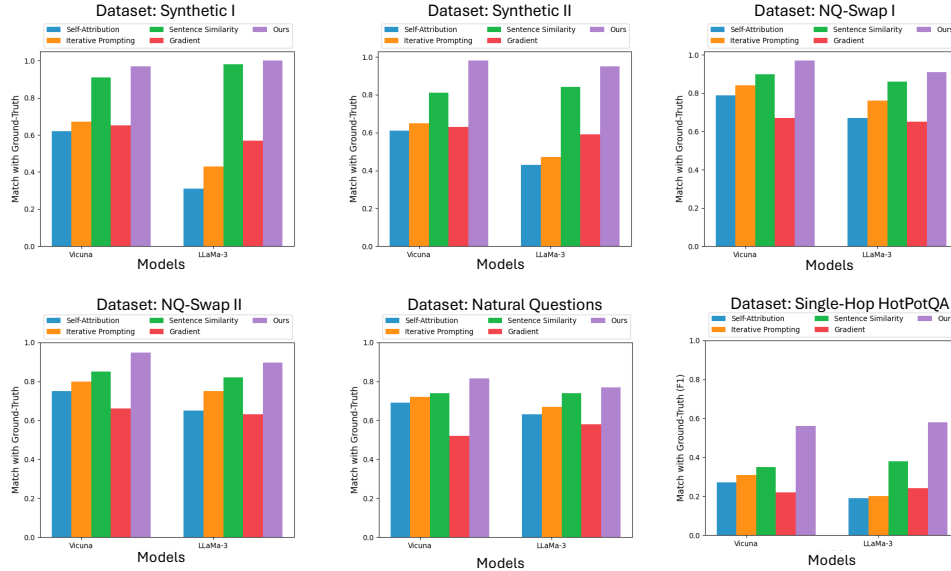 Dataset: Synthetic I
Self-Attribution Sentence Similarity Ours
Iterative Prompting Gradient
Match with Ground-Truth
1.0
0.8
0.6
0.4
0.2
0.0
Vicuna LLaMa-3
Models
Dataset: Synthetic II
Self-Attribution Sentence Similarity Ours
Iterative Prompting Gradient
Match with Ground-Truth
1.0
0.8
0.6
0.4
0.2
0.0
Vicuna LLaMa-3
Models
Dataset: NQ-Swap I
Self-Attribution Sentence Similarity Ours
Iterative Prompting Gradient
Match with Ground-Truth
1.0
0.8
0.6
0.4
0.2
0.0
Vicuna LLaMa-3
Models
Dataset: NQ-Swap II
Self-Attribution Sentence Similarity Ours
Iterative Prompting Gradient
Match with Ground-Truth
1.0
0.8
0.6
0.4
0.2
0.0
Vicuna LLaMa-3
Models
Dataset: Natural Questions
Self-Attribution Sentence Similarity Ours
Iterative Prompting Gradient
Match with Ground-Truth
1.0
0.8
0.6
0.4
0.2
0.0
Vicuna LLaMa-3
Models
Dataset: Single-Hop HotPotQA
Self-Attribution Sentence Similarity Ours
Iterative Prompting Gradient
Match with Ground-Truth (F1)
1.0
0.8
0.6
0.4
0.2
0.0
Vicuna LLaMa-3
Models